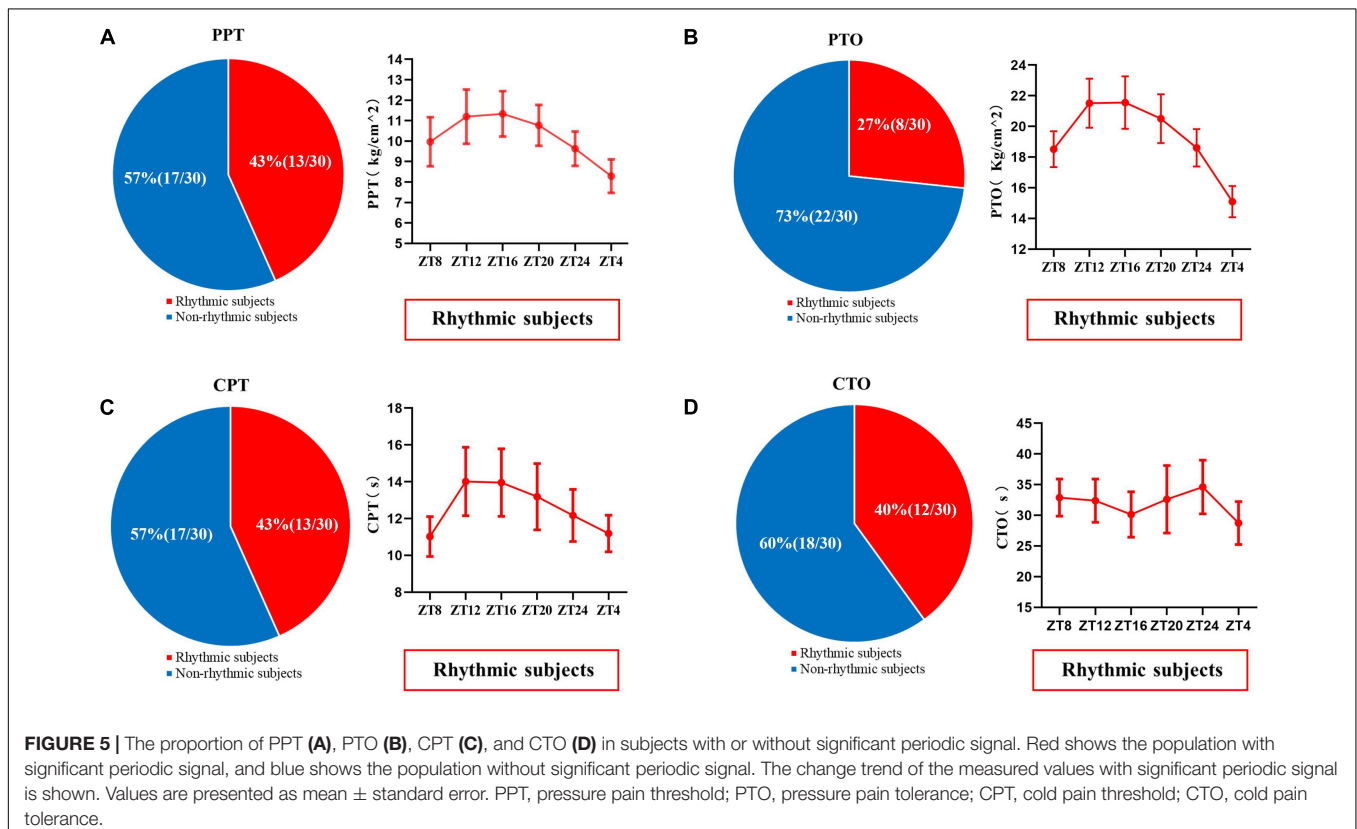 A
PPT
57%(17/30)
43%(13/30)
Rhythmic subjects
Non-rhythmic subjects
PPT( kg/cm^2)
14
13
12
11
10
9
8
7
6
5
ZT8 ZT12 ZT16 ZT20 ZT24 ZT4
Rhythmic subjects
B
PTO
27%(8/30)
73%(22/30)
Rhythmic subjects
Non-rhythmic subjects
PTO( Kg/cm^2)
24
22
20
18
16
14
12
ZT8 ZT12 ZT16 ZT20 ZT24 ZT4
Rhythmic subjects
C
CPT
57%(17/30)
43%(13/30)
Rhythmic subjects
Non-rhythmic subjects
CPT( s)
18
16
14
12
10
8
ZT8 ZT12 ZT16 ZT20 ZT24 ZT4
Rhythmic subjects
D
CTO
40%(12/30)
60%(18/30)
Rhythmic subjects
Non-rhythmic subjects
CTO( s)
45
40
35
30
25
20
15
ZT8 ZT12 ZT16 ZT20 ZT24 ZT4
Rhythmic subjects
FIGURE 5 | The proportion of PPT (A), PTO (B), CPT (C), and CTO (D) in subjects with or without significant periodic signal. Red shows the population with
significant periodic signal, and blue shows the population without significant periodic signal. The change trend of the measured values with significant periodic signal
is shown. Values are presented as mean ± standard error. PPT, pressure pain threshold; PTO, pressure pain tolerance; CPT, cold pain threshold; CTO, cold pain
tolerance.